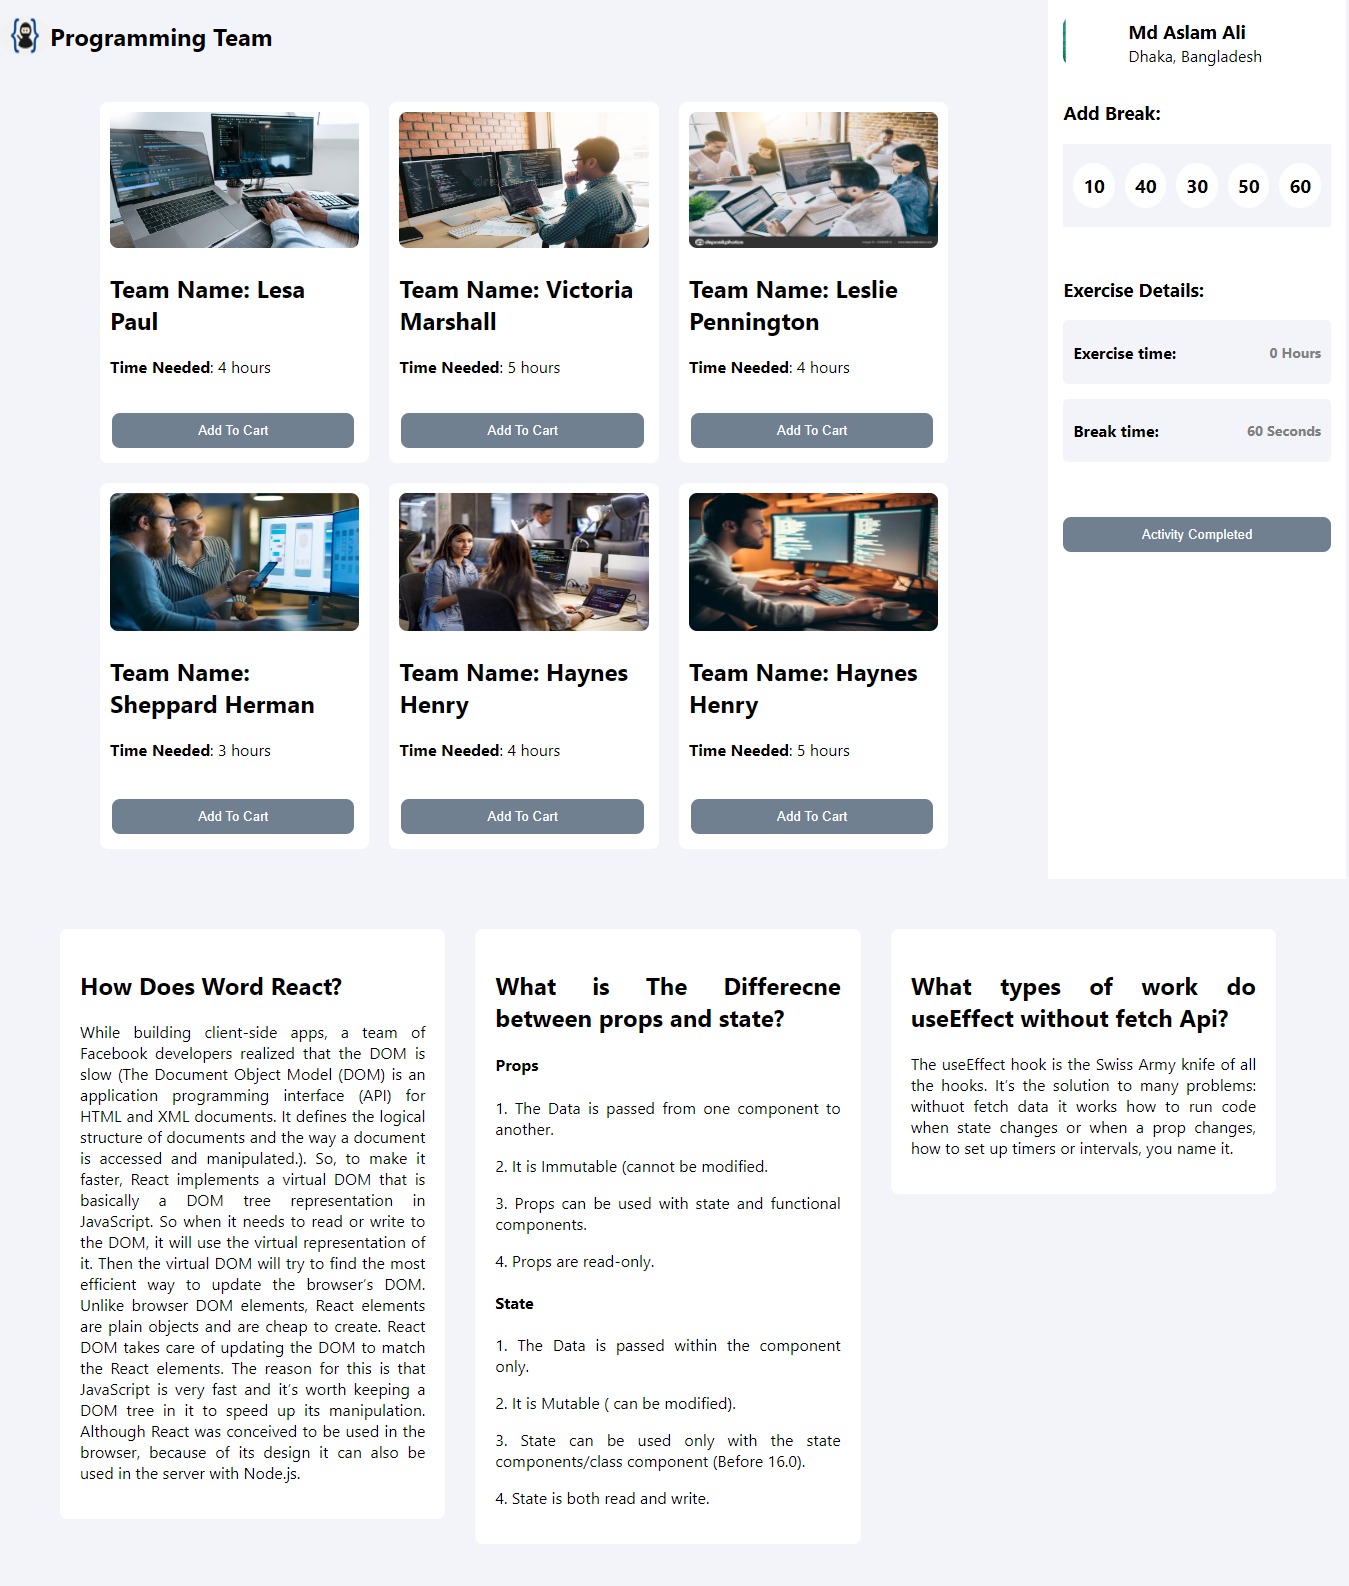 Programming Team
Md Aslam Ali
Dhaka, Bangladesh
Add Break:
10 40 30 50 60
Exercise Details:
Exercise time: 0 Hours
Break time: 60 Seconds
Activity Completed
Team Name: Lesa
Paul
Time Needed: 4 hours
Add To Cart
Team Name: Victoria
Marshall
Time Needed: 5 hours
Add To Cart
depositphotos
Team Name: Leslie
Pennington
Time Needed: 4 hours
Add To Cart
Team Name:
Sheppard Herman
Time Needed: 3 hours
Add To Cart
Team Name: Haynes
Henry
Time Needed: 4 hours
Add To Cart
Team Name: Haynes
Henry
Time Needed: 5 hours
Add To Cart
How Does Word React?
While building client-side apps, a team of
Facebook developers realized that the DOM is
slow (The Document Object Model (DOM) is an
application programming interface (API) for
HTML and XML documents. It defines the logical
structure of documents and the way a document
is accessed and manipulated.). So, to make it
faster, React implements a virtual DOM that is
basically a DOM tree representation in
JavaScript. So when it needs to read or write to
the DOM, it will use the virtual representation of
it. Then the virtual DOM will try to find the most
efficient way to update the browser's DOM.
Unlike browser DOM elements, React elements
are plain objects and are cheap to create. React
DOM takes care of updating the DOM to match
the React elements. The reason for this is that
JavaScript is very fast and it's worth keeping a
DOM tree in it to speed up its manipulation.
Although React was conceived to be used in the
browser, because of its design it can also be
used in the server with Node.js.
What is The Differecne
between props and state?
Props
1. The Data is passed from one component to
another.
2. It is Immutable (cannot be modified.
3. Props can be used with state and functional
components.
4. Props are read-only.
State
1. The Data is passed within the component
only.
2. It is Mutable ( can be modified).
3. State can be used only with the state
components/class component (Before 16.0).
4. State is both read and write.
What types of work do
useEffect without fetch Api?
The useEffect hook is the Swiss Army knife of all
the hooks. It's the solution to many problems:
withuot fetch data it works how to run code
when state changes or when a prop changes,
how to set up timers or intervals, you name it.